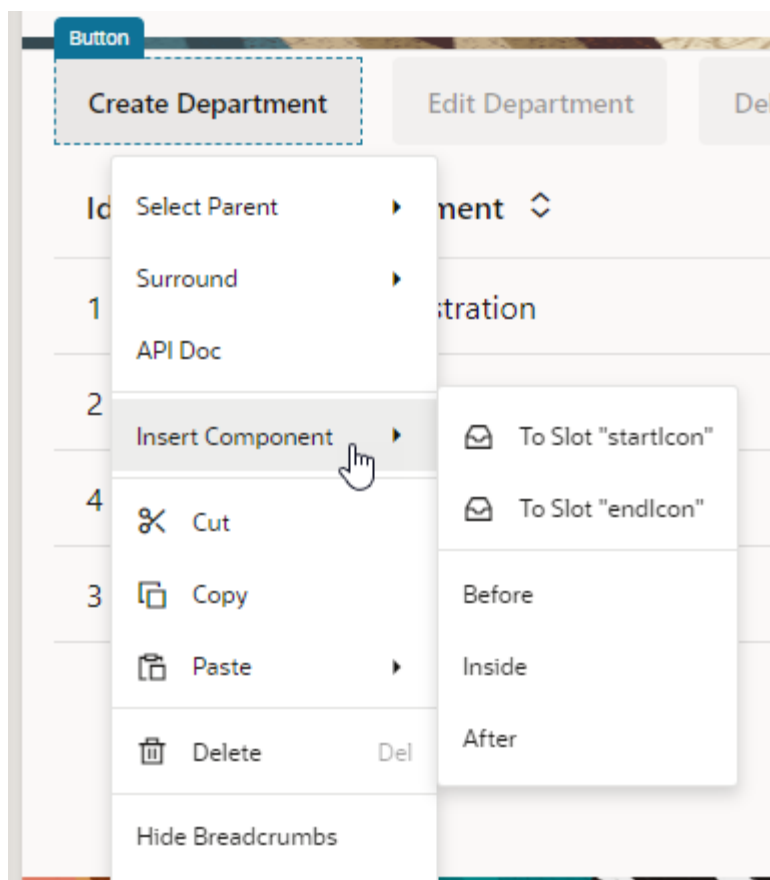 Button
Create Department Edit Department Del
Id ment
Select Parent
Surround
1 stration
API Doc
2
Insert Component To Slot "startIcon"
4 Cut To Slot "endIcon"
3 Copy Before
Paste Inside
Delete Del After
Hide Breadcrumbs